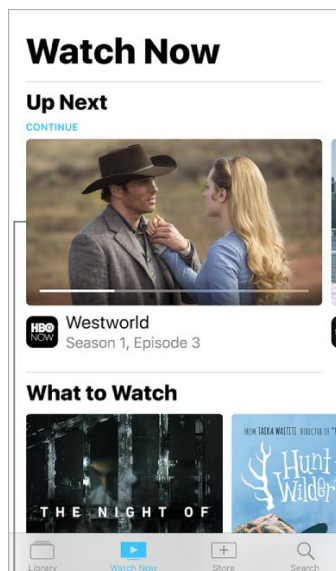 Watch Now
Up Next
CONTINUE
HBO
NOW
Westworld
Season 1, Episode 3
What to Watch
THE NIGHT OF
FROM TAIKA WAITITI DIRECTOR OF
Hunt
Wilder
Library
Watch Now
Store
Search